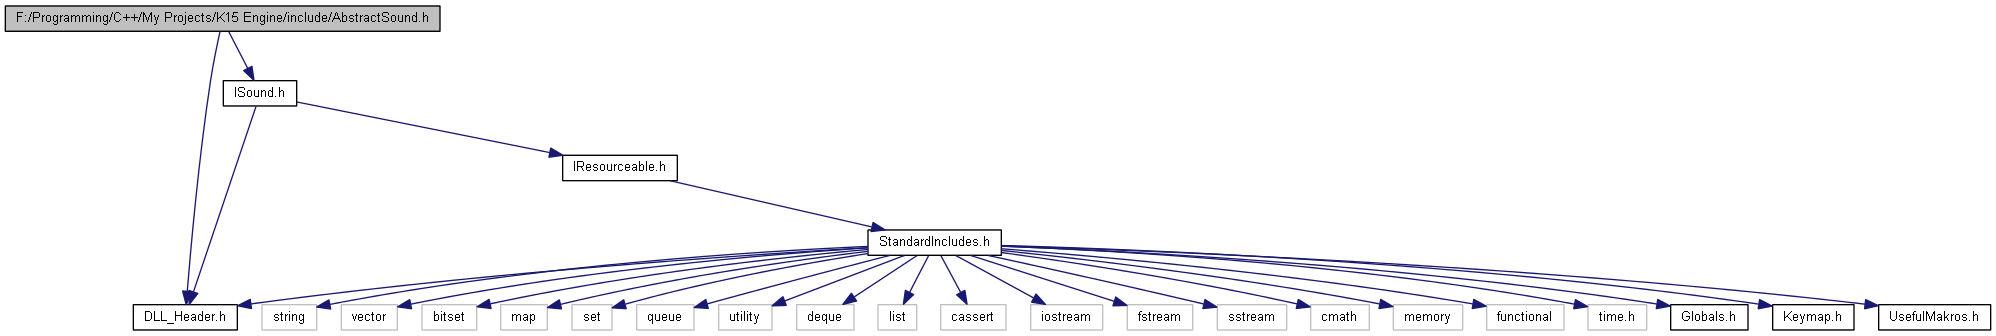 F:/Programming/C++/My Projects/K15 Engine/include/AbstractSound.h
ISound.h
IResourceable.h
StandardIncludes.h
DLL_Header.h
string
vector
bitset
map
set
queue
utility
deque
list
cassert
iostream
fstream
sstream
cmath
memory
functional
time.h
Globals.h
Keymap.h
UsefulMakros.h